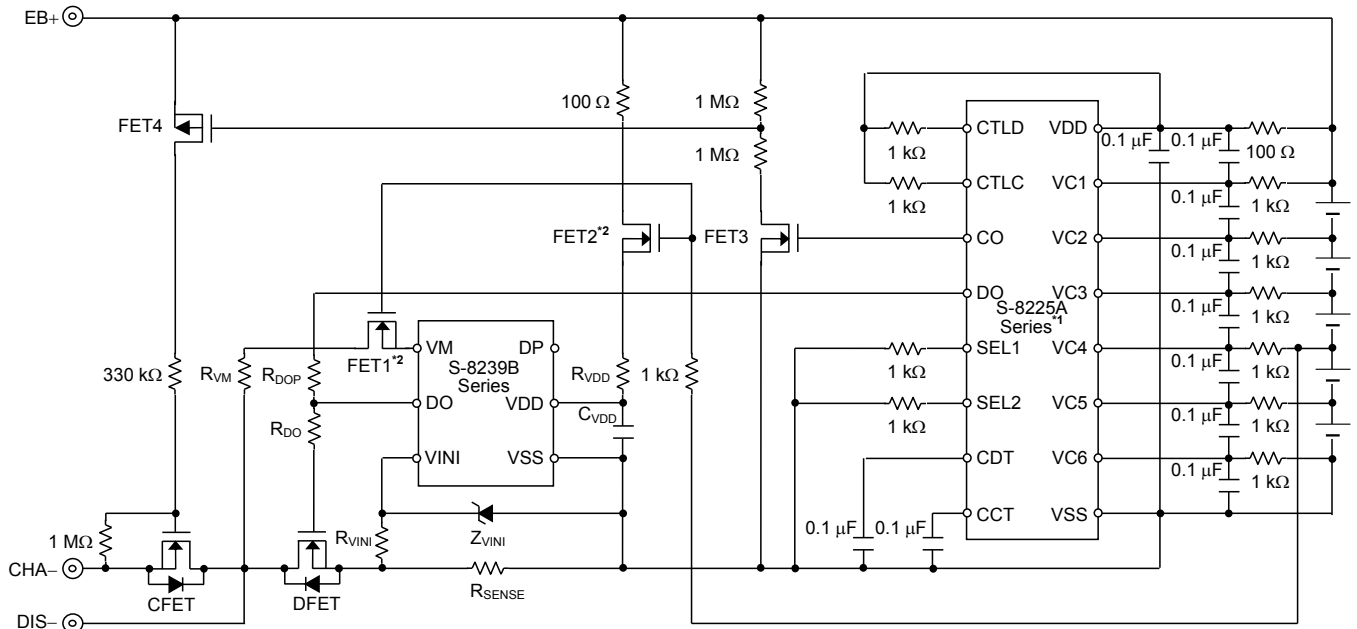 EB+
100 Ω
1 MΩ
FET4
1 MΩ
CTLD
VDD
1 kΩ
0.1 µF
0.1 µF
100 Ω
CTLC
VC1
1 kΩ
0.1 µF
1 kΩ
FET2*2
FET3
CO
VC2
0.1 µF
1 kΩ
DO
VC3
S-8225A
Series*1
0.1 µF
1 kΩ
FET1*2
VM
DP
S-8239B
Series
SEL1
VC4
330 kΩ
RVM
RDOP
RVDD
1 kΩ
1 kΩ
0.1 µF
1 kΩ
DO
VDD
SEL2
VC5
RDO
CVDD
1 kΩ
0.1 µF
1 kΩ
VINI
VSS
CDT
VC6
0.1 µF
1 kΩ
CCT
VSS
1 MΩ
RVINI
ZVINI
0.1 µF
0.1 µF
CHA−
CFET
DFET
RSENSE
DIS−